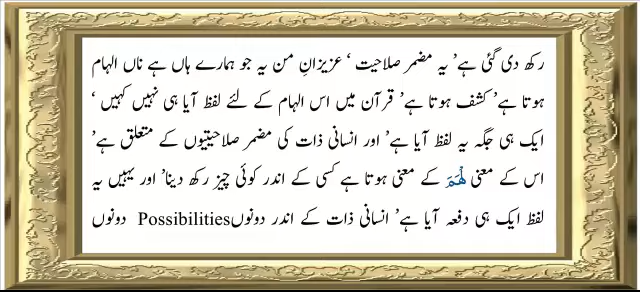 رکھ دی گئی ہے’ یہ مضمر صلاحیت ‘ عزیزانِ من یہ جو ہمارے ہاں ہے ناں الہام
ہوتا ہے’ کشف ہوتا ہے’ قرآن میں اس الہام کے لئے لفظ آیا ہی نہیں کہیں ‘
ایک ہی جگہ یہ لفظ آیا ہے’ اور انسانی ذات کی مضمر صلاحیتوں کے متعلق ہے’
اس کے معنی لَهَمَ کے معنی ہوتا ہے کسی کے اندر کوئی چیز رکھ دینا’ اور یہیں یہ
لفظ ایک ہی دفعہ آیا ہے’ انسانی ذات کے اندر دونوںPossibilities دونوں